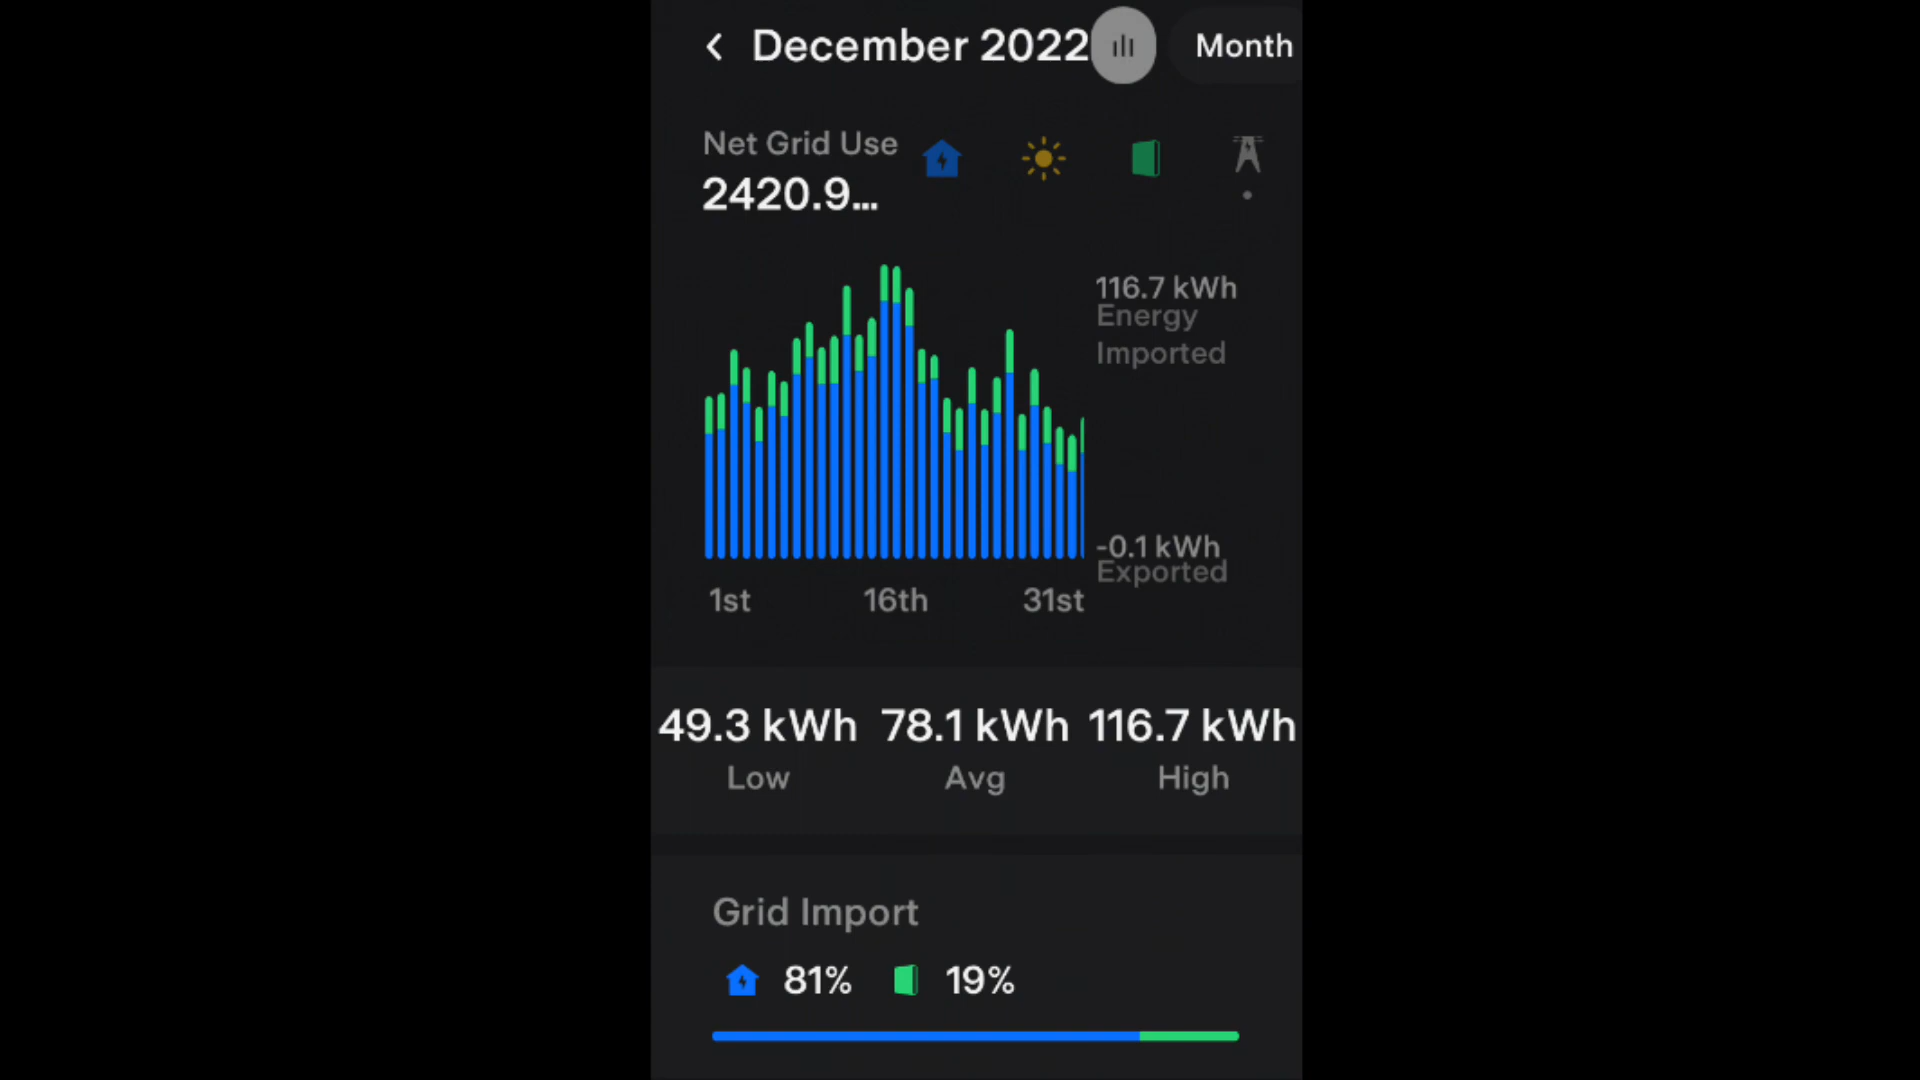 December 2022
Month
Net Grid Use
2420.9...
116.7 kWh
Energy
Imported
-0.1 kWh
Exported
1st 16th 31st
49.3 kWh 78.1 kWh 116.7 kWh
Low Avg High
Grid Import
81% 19%